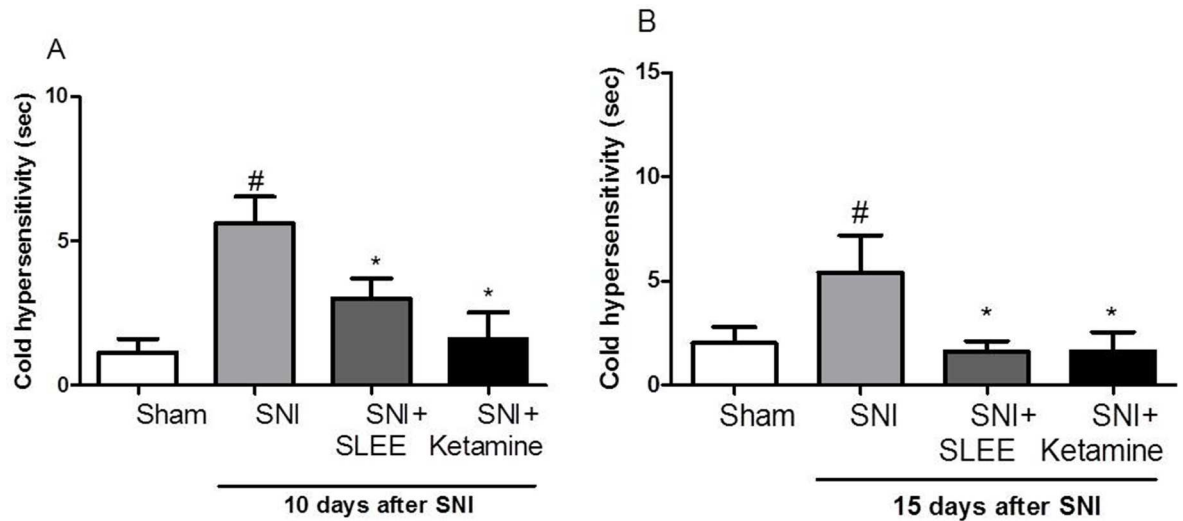 A
Cold hypersensitivity (sec)
10
5
0
#
*
*
Sham
SNI
SNI+
SLEE
SNI+
Ketamine
10 days after SNI
B
Cold hypersensitivity (sec)
15
10
5
0
#
*
*
Sham
SNI
SNI+
SLEE
SNI+
Ketamine
15 days after SNI